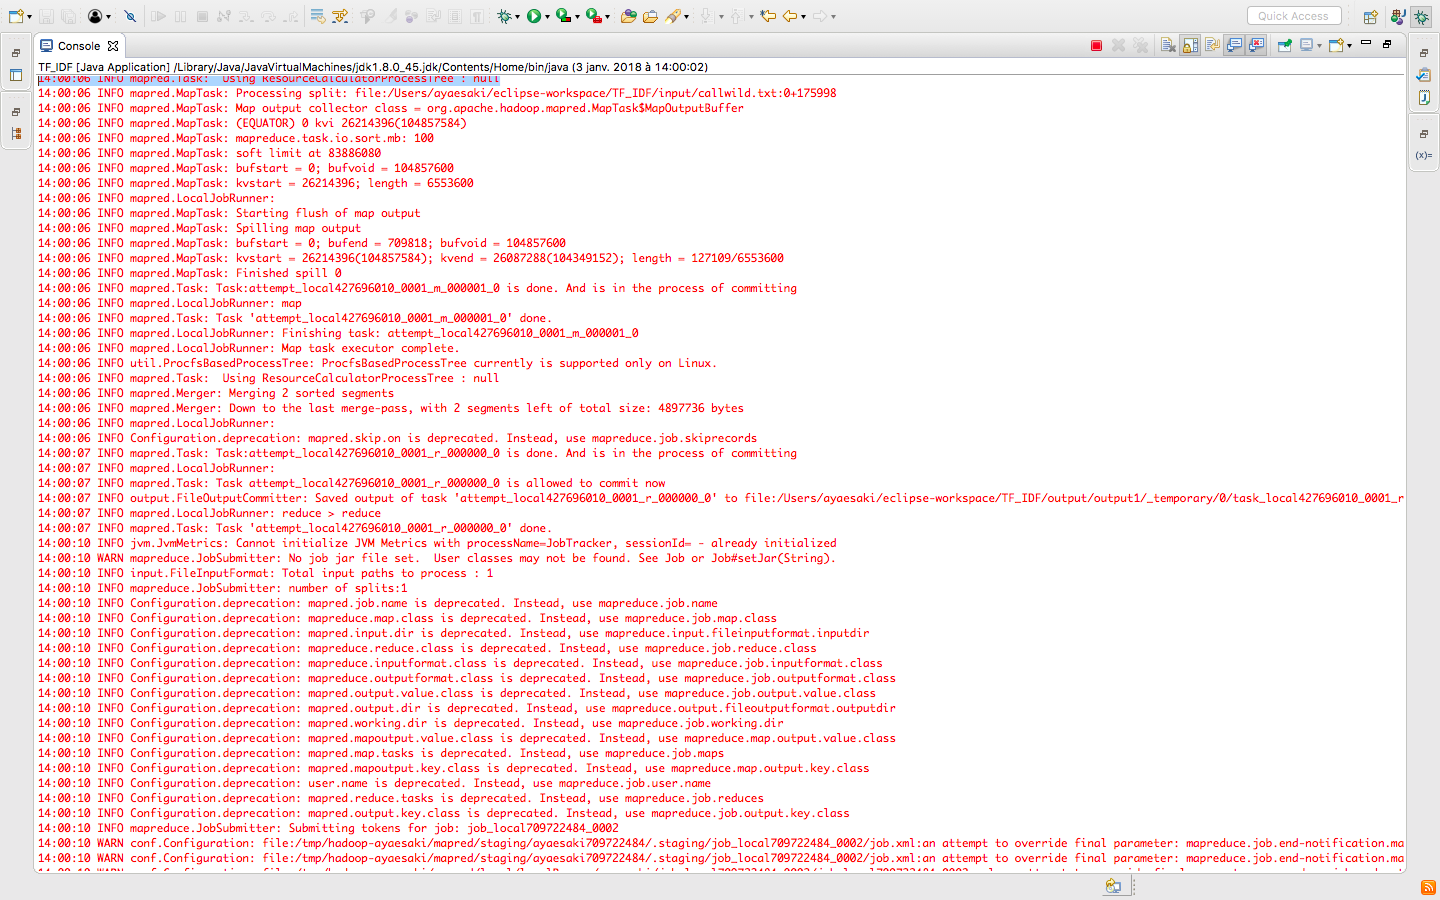 Quick Access
Console
TF_IDF [Java Application] /Library/Java/JavaVirtualMachines/jdk1.8.0_45.jdk/Contents/Home/bin/java (3 janv. 2018 à 14:00:02)
14:00:06 INFO mapred.Task:  Using ResourceCalculatorProcessTree : null
14:00:06 INFO mapred.MapTask: Processing split: file:/Users/ayaesaki/eclipse-workspace/TF_IDF/input/callwild.txt:0+175998
14:00:06 INFO mapred.MapTask: Map output collector class = org.apache.hadoop.mapred.MapTask$MapOutputBuffer
14:00:06 INFO mapred.MapTask: (EQUATOR) 0 kvi 26214396(104857584)
14:00:06 INFO mapred.MapTask: mapreduce.task.io.sort.mb: 100
14:00:06 INFO mapred.MapTask: soft limit at 83886080
14:00:06 INFO mapred.MapTask: bufstart = 0; bufvoid = 104857600
14:00:06 INFO mapred.MapTask: kvstart = 26214396; length = 6553600
14:00:06 INFO mapred.LocalJobRunner:
14:00:06 INFO mapred.MapTask: Starting flush of map output
14:00:06 INFO mapred.MapTask: Spilling map output
14:00:06 INFO mapred.MapTask: bufstart = 0; bufend = 709818; bufvoid = 104857600
14:00:06 INFO mapred.MapTask: kvstart = 26214396(104857584); kvend = 26087288(104349152); length = 127109/6553600
14:00:06 INFO mapred.MapTask: Finished spill 0
14:00:06 INFO mapred.Task: Task:attempt_local427696010_0001_m_000001_0 is done. And is in the process of committing
14:00:06 INFO mapred.LocalJobRunner: map
14:00:06 INFO mapred.Task: Task 'attempt_local427696010_0001_m_000001_0' done.
14:00:06 INFO mapred.LocalJobRunner: Finishing task: attempt_local427696010_0001_m_000001_0
14:00:06 INFO mapred.LocalJobRunner: Map task executor complete.
14:00:06 INFO util.ProcfsBasedProcessTree: ProcfsBasedProcessTree currently is supported only on Linux.
14:00:06 INFO mapred.Task:  Using ResourceCalculatorProcessTree : null
14:00:06 INFO mapred.Merger: Merging 2 sorted segments
14:00:06 INFO mapred.Merger: Down to the last merge-pass, with 2 segments left of total size: 4897736 bytes
14:00:06 INFO mapred.LocalJobRunner:
14:00:06 INFO Configuration.deprecation: mapred.skip.on is deprecated. Instead, use mapreduce.job.skiprecords
14:00:07 INFO mapred.Task: Task:attempt_local427696010_0001_r_000000_0 is done. And is in the process of committing
14:00:07 INFO mapred.LocalJobRunner:
14:00:07 INFO mapred.Task: Task attempt_local427696010_0001_r_000000_0 is allowed to commit now
14:00:07 INFO output.FileOutputCommitter: Saved output of task 'attempt_local427696010_0001_r_000000_0' to file:/Users/ayaesaki/eclipse-workspace/TF_IDF/output/output1/_temporary/0/task_local427696010_0001_r
14:00:07 INFO mapred.LocalJobRunner: reduce > reduce
14:00:07 INFO mapred.Task: Task 'attempt_local427696010_0001_r_000000_0' done.
14:00:10 INFO jvm.JvmMetrics: Cannot initialize JVM Metrics with processName=JobTracker, sessionId= - already initialized
14:00:10 WARN mapreduce.JobSubmitter: No job jar file set.  User classes may not be found. See Job or Job#setJar(String).
14:00:10 INFO input.FileInputFormat: Total input paths to process : 1
14:00:10 INFO mapreduce.JobSubmitter: number of splits:1
14:00:10 INFO Configuration.deprecation: mapred.job.name is deprecated. Instead, use mapreduce.job.name
14:00:10 INFO Configuration.deprecation: mapreduce.map.class is deprecated. Instead, use mapreduce.job.map.class
14:00:10 INFO Configuration.deprecation: mapred.input.dir is deprecated. Instead, use mapreduce.input.fileinputformat.inputdir
14:00:10 INFO Configuration.deprecation: mapreduce.reduce.class is deprecated. Instead, use mapreduce.job.reduce.class
14:00:10 INFO Configuration.deprecation: mapreduce.inputformat.class is deprecated. Instead, use mapreduce.job.inputformat.class
14:00:10 INFO Configuration.deprecation: mapreduce.outputformat.class is deprecated. Instead, use mapreduce.job.outputformat.class
14:00:10 INFO Configuration.deprecation: mapred.output.value.class is deprecated. Instead, use mapreduce.job.output.value.class
14:00:10 INFO Configuration.deprecation: mapred.output.dir is deprecated. Instead, use mapreduce.output.fileoutputformat.outputdir
14:00:10 INFO Configuration.deprecation: mapred.working.dir is deprecated. Instead, use mapreduce.job.working.dir
14:00:10 INFO Configuration.deprecation: mapred.mapoutput.value.class is deprecated. Instead, use mapreduce.map.output.value.class
14:00:10 INFO Configuration.deprecation: mapred.map.tasks is deprecated. Instead, use mapreduce.job.maps
14:00:10 INFO Configuration.deprecation: mapred.mapoutput.key.class is deprecated. Instead, use mapreduce.map.output.key.class
14:00:10 INFO Configuration.deprecation: user.name is deprecated. Instead, use mapreduce.job.user.name
14:00:10 INFO Configuration.deprecation: mapred.reduce.tasks is deprecated. Instead, use mapreduce.job.reduces
14:00:10 INFO Configuration.deprecation: mapred.output.key.class is deprecated. Instead, use mapreduce.job.output.key.class
14:00:10 INFO mapreduce.JobSubmitter: Submitting tokens for job: job_local709722484_0002
14:00:10 WARN conf.Configuration: file:/tmp/hadoop-ayaesaki/mapred/staging/ayaesaki709722484/.staging/job_local709722484_0002/job.xml:an attempt to override final parameter: mapreduce.job.end-notification.ma
14:00:10 WARN conf.Configuration: file:/tmp/hadoop-ayaesaki/mapred/staging/ayaesaki709722484/.staging/job_local709722484_0002/job.xml:an attempt to override final parameter: mapreduce.job.end-notification.ma